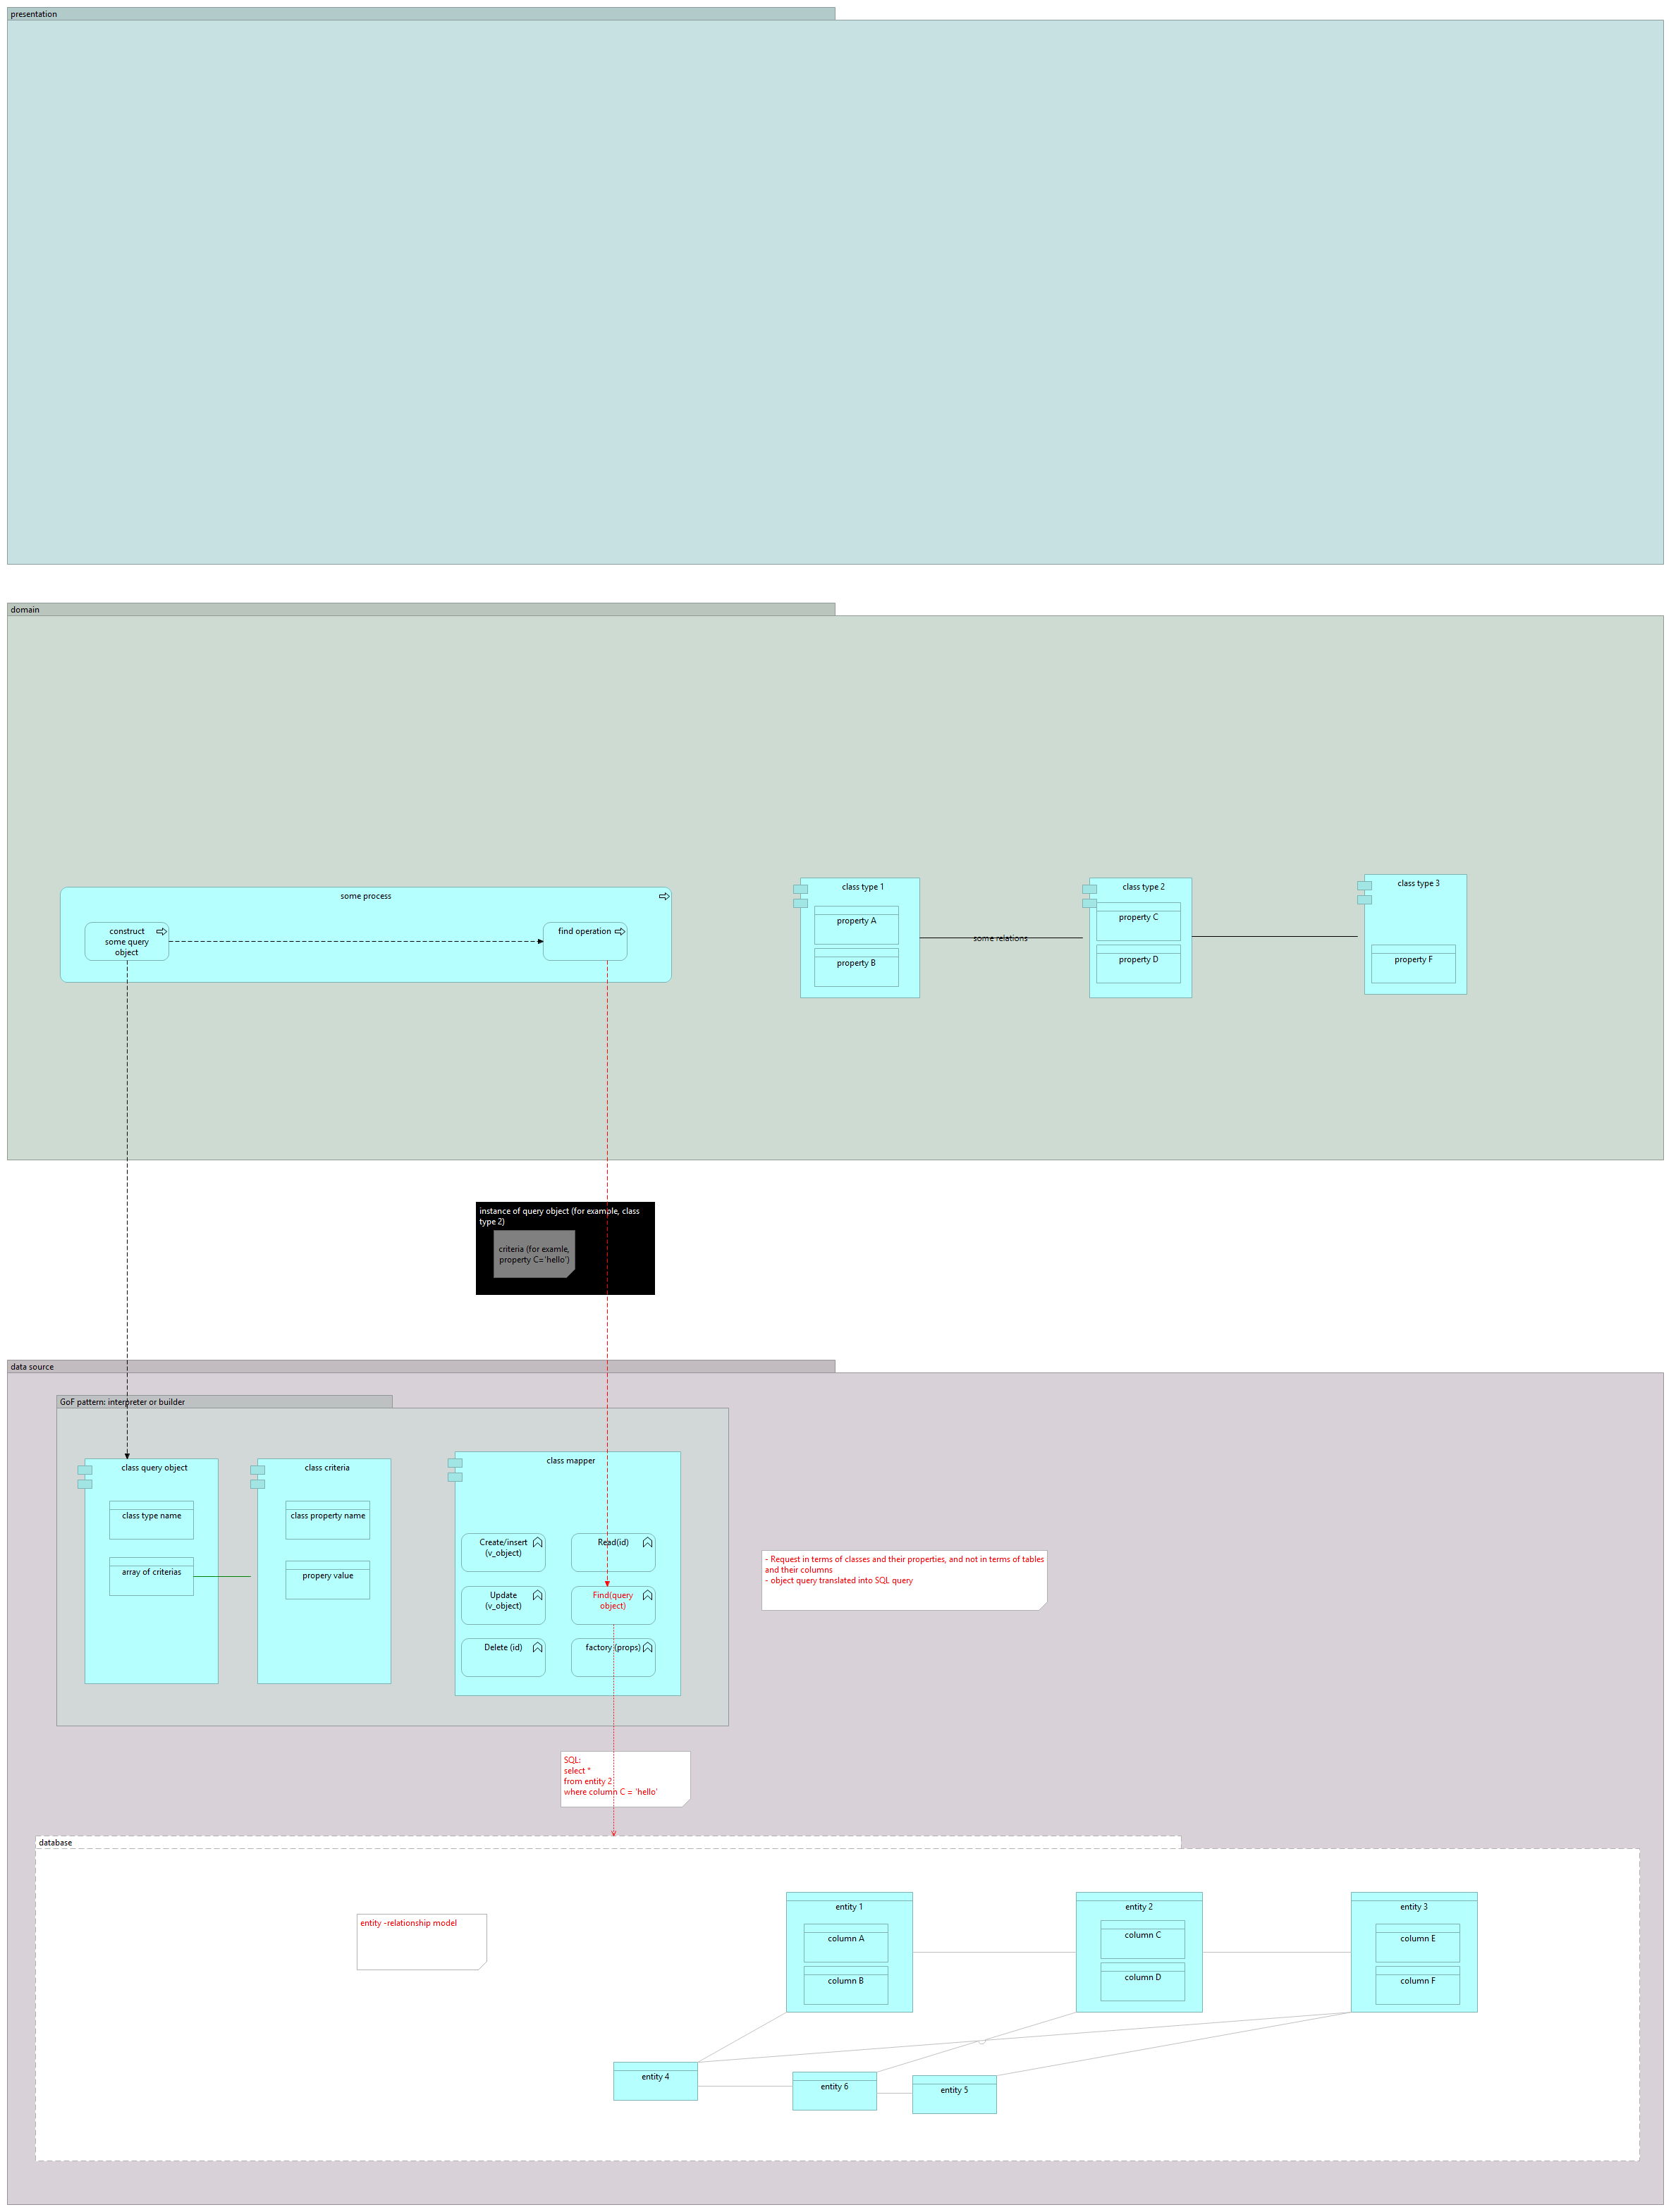 presentation
domain
some process
construct
some query
object
find operation
class type 1
property A
property B
some relations
class type 2
property C
property D
class type 3
property F
instance of query object (for example, class
type 2)
criteria (for examle,
property C='hello')
data source
GoF pattern: interpreter or builder
class query object
class type name
array of criterias
class criteria
class property name
propery value
class mapper
Create/insert
(v_object)
Read(id)
Update
(v_object)
Find(query
object)
Delete (id)
factory (props)
- Request in terms of classes and their properties, and not in terms of tables
and their columns
- object query translated into SQL query
SQL:
select *
from entity 2
where column C = 'hello'
database
entity -relationship model
entity 1
column A
column B
entity 2
column C
column D
entity 3
column E
column F
entity 4
entity 6
entity 5